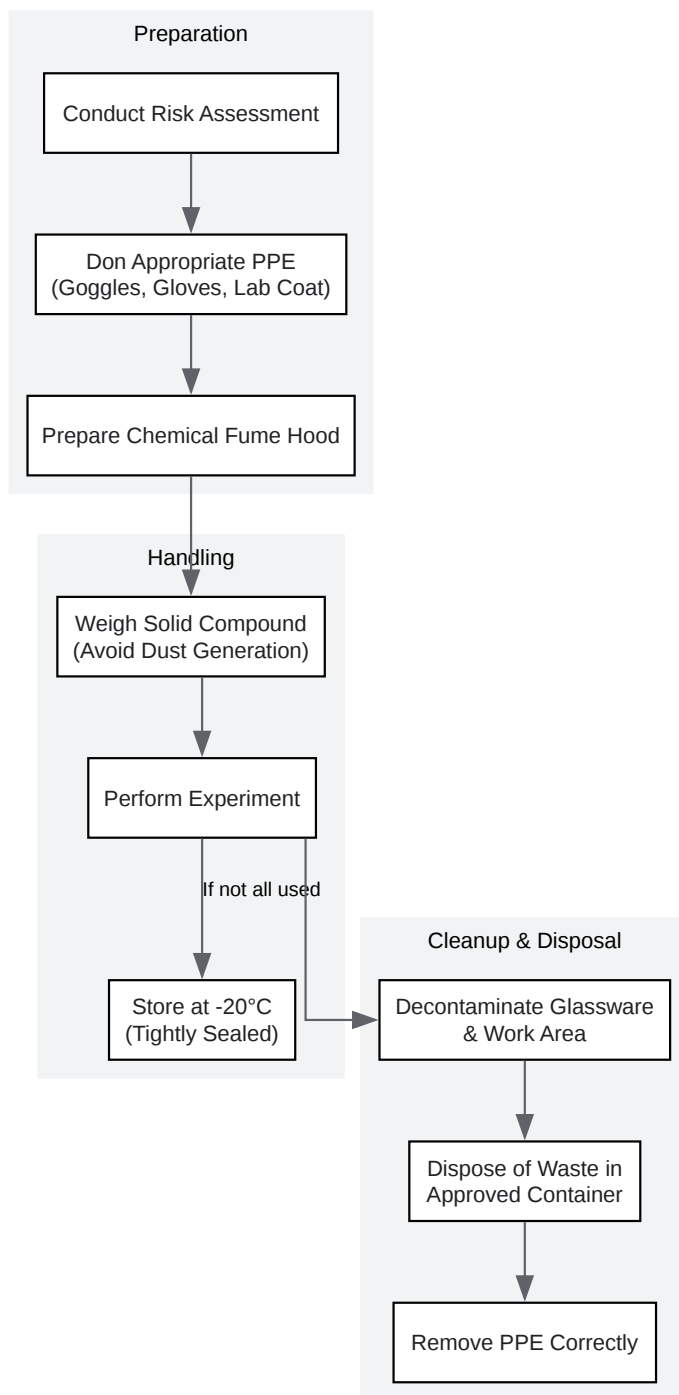 Preparation
Conduct Risk Assessment
Don Appropriate PPE
(Goggles, Gloves, Lab Coat)
Prepare Chemical Fume Hood
Handling
Weigh Solid Compound
(Avoid Dust Generation)
Perform Experiment
If not all used
Store at -20°C
(Tightly Sealed)
Cleanup & Disposal
Decontaminate Glassware
& Work Area
Dispose of Waste in
Approved Container
Remove PPE Correctly